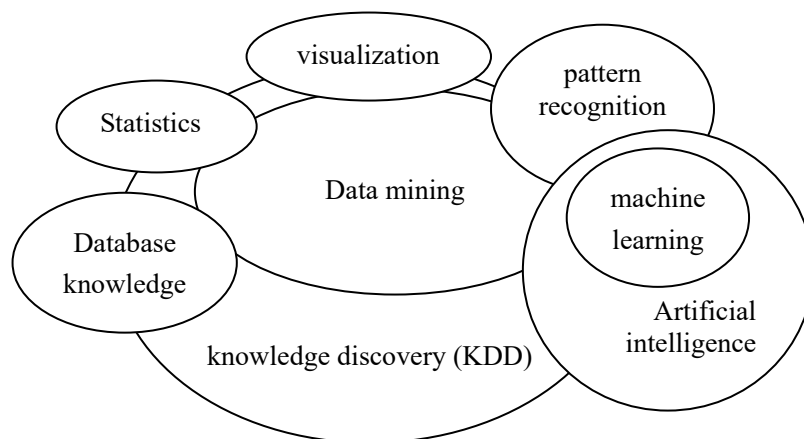 visualization
pattern
recognition
Statistics
Data mining
machine
learning
Database
knowledge
Artificial
intelligence
knowledge discovery (KDD)